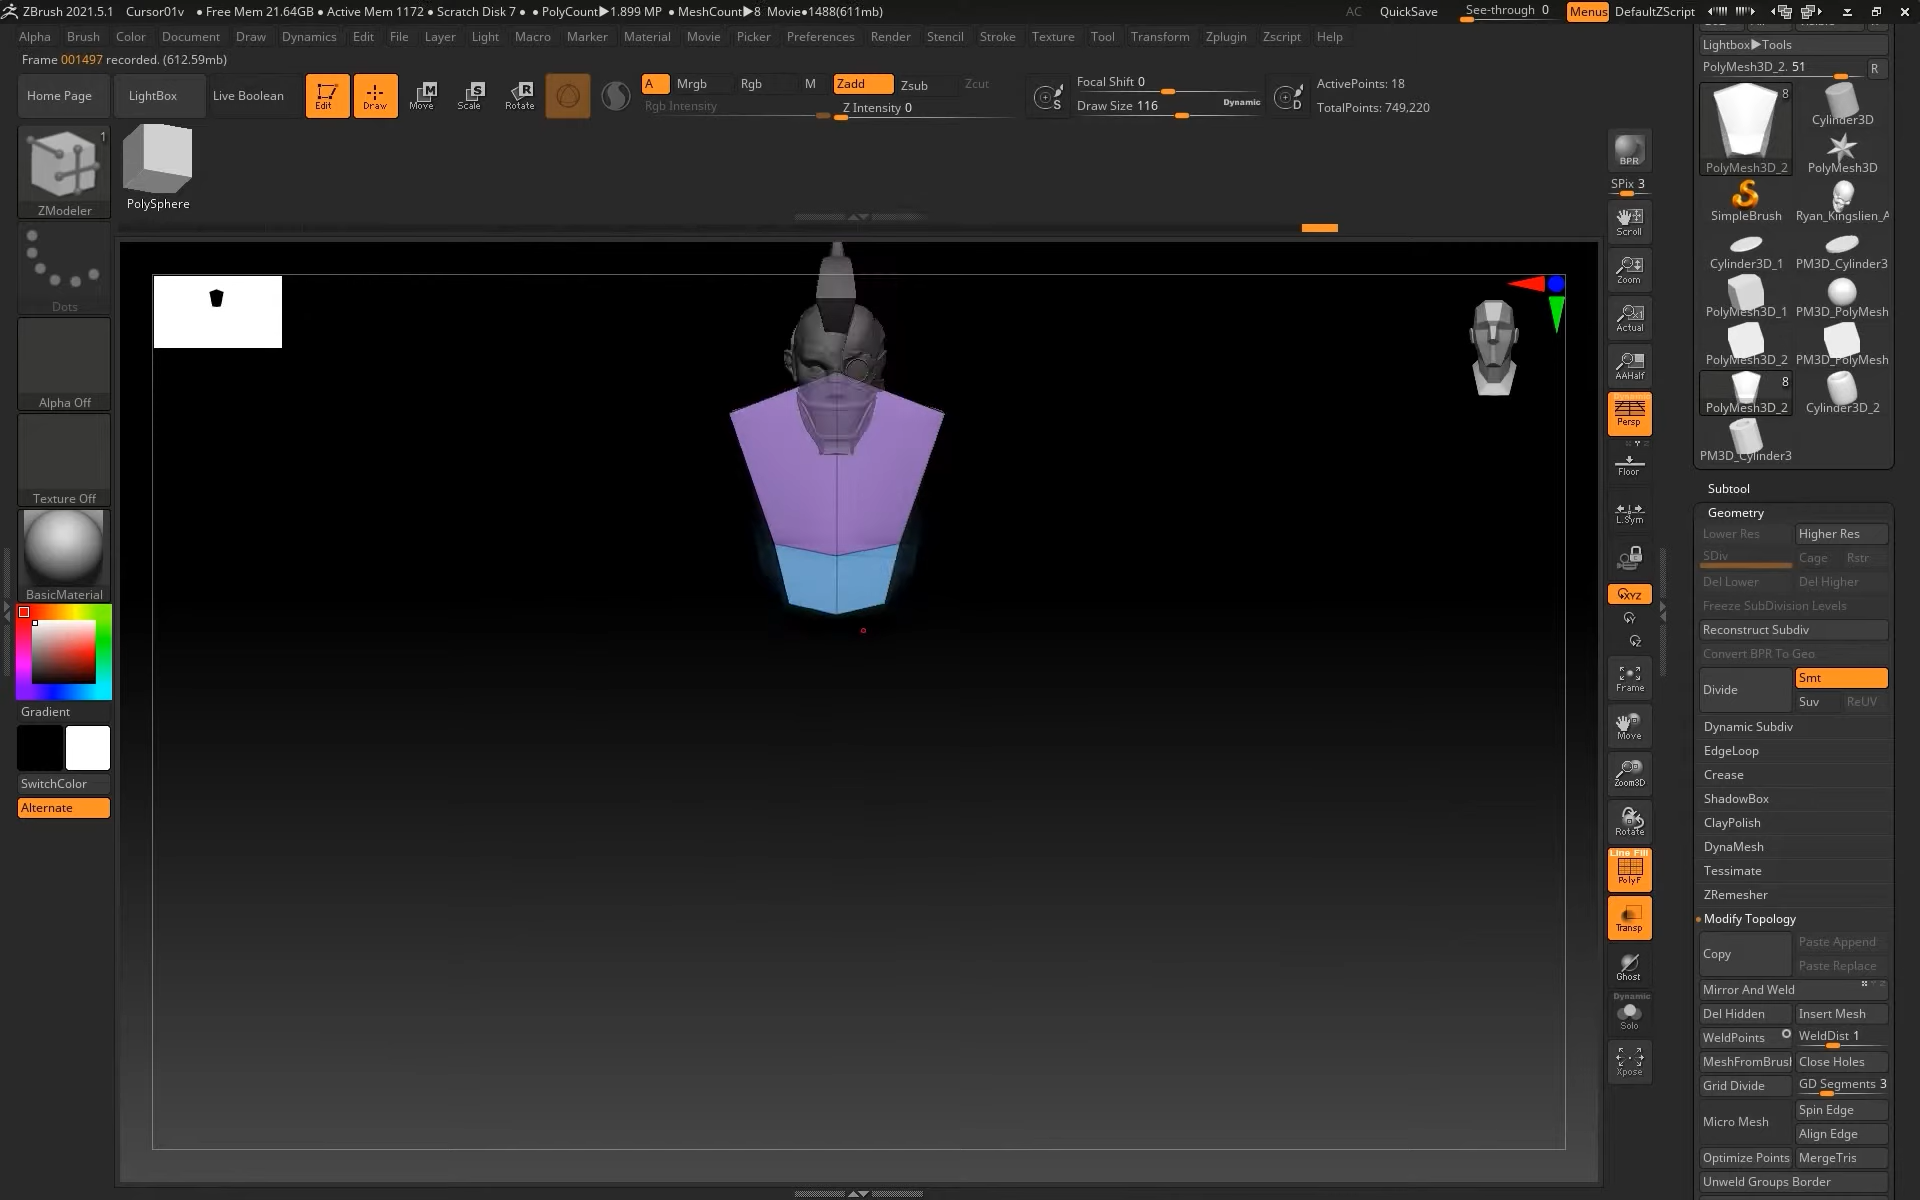 ZBrush 2021.5.1 Cursor01v • Free Mem 21.64GB • Active Mem 1172 • Scratch Disk 7 • • PolyCount▶1.899 MP • MeshCount▶8 Movie●1488(611mb) AC QuickSave See-through 0 Menus DefaultZScript
Alpha Brush Color Document Draw Dynamics Edit File Layer Light Macro Marker Material Movie Picker Preferences Render Stencil Stroke Texture Tool Transform Zplugin Zscript Help
Frame 001497 recorded. (612.59mb)
Home Page LightBox Live Boolean Edit Draw Move Scale Rotate
A Mrgb Rgb M Zadd Zsub Zcut
Rgb Intensity Z Intensity 0
Focal Shift 0
Draw Size 116 Dynamic
ActivePoints: 18
TotalPoints: 749,220
ZModeler 1
PolySphere
Dots
Alpha Off
Texture Off
BasicMaterial
Gradient
SwitchColor
Alternate
BPR
SPix 3
Scroll
Zoom
Actual
AAHalf
Dynamic
Persp
Floor
L.Sym
XYZ
Y
Z
Frame
Move
Zoom3D
Rotate
Line Fill
PolyF
Transp
Ghost
Dynamic
Solo
Xpose
Lightbox▶Tools
PolyMesh3D_2. 51 R
8
Cylinder3D
PolyMesh3D_2 PolyMesh3D
SimpleBrush Ryan_Kingslien_A
Cylinder3D_1 PM3D_Cylinder3
PolyMesh3D_1 PM3D_PolyMesh
PolyMesh3D_2 PM3D_PolyMesh
8
PolyMesh3D_2 Cylinder3D_2
PM3D_Cylinder3
Subtool
Geometry
Lower Res Higher Res
SDiv Cage Rstr
Del Lower Del Higher
Freeze SubDivision Levels
Reconstruct Subdiv
Convert BPR To Geo
Divide Smt
Suv ReUV
Dynamic Subdiv
EdgeLoop
Crease
ShadowBox
ClayPolish
DynaMesh
Tessimate
ZRemesher
Modify Topology
Copy Paste Append
Paste Replace
Mirror And Weld
Del Hidden Insert Mesh
WeldPoints WeldDist 1
MeshFromBrush Close Holes
Grid Divide GD Segments 3
Micro Mesh Spin Edge
Align Edge
Optimize Points MergeTris
Unweld Groups Border